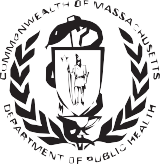 COMMONWEALTH OF MASSACHUSETTS
DEPARTMENT OF PUBLIC HEALTH